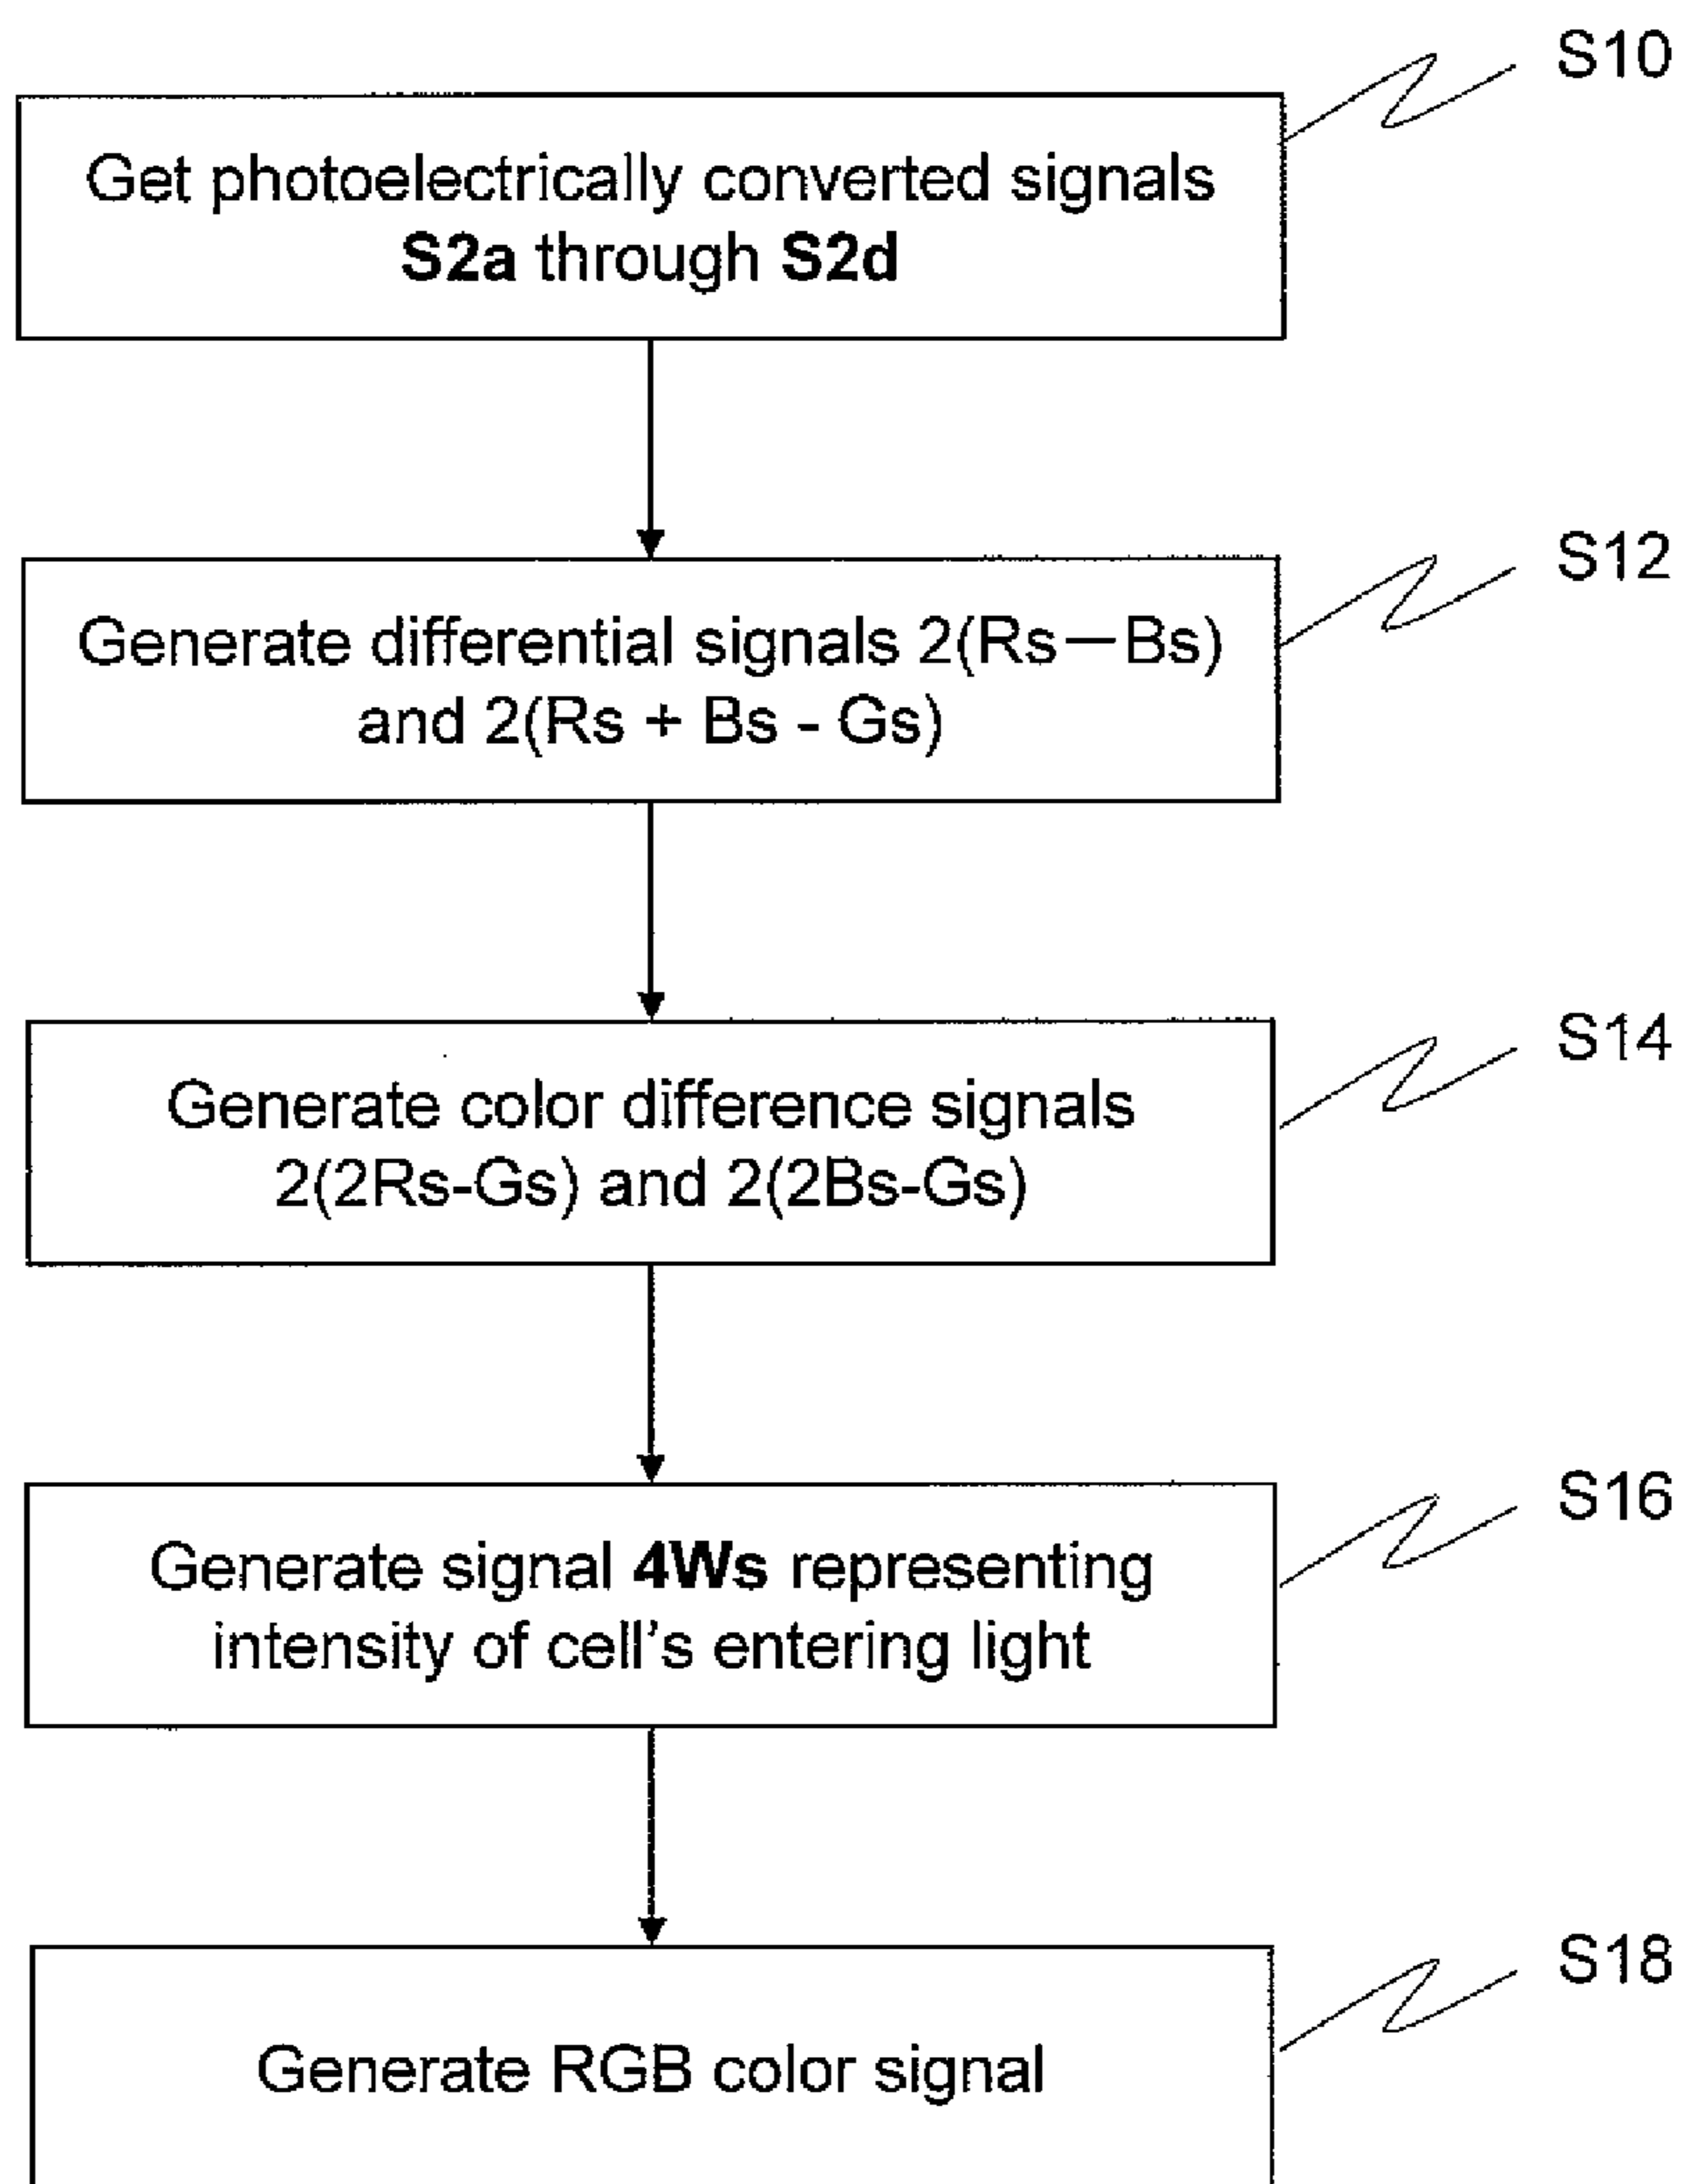 S10
Get photoelectrically converted signals
S2a through S2d
S12
Generate differential signals 2(Rs—Bs)
and 2(Rs + Bs - Gs)
S14
Generate color difference signals
2(2Rs-Gs) and 2(2Bs-Gs)
S16
Generate signal 4Ws representing
intensity of cell's entering light
S18
Generate RGB color signal